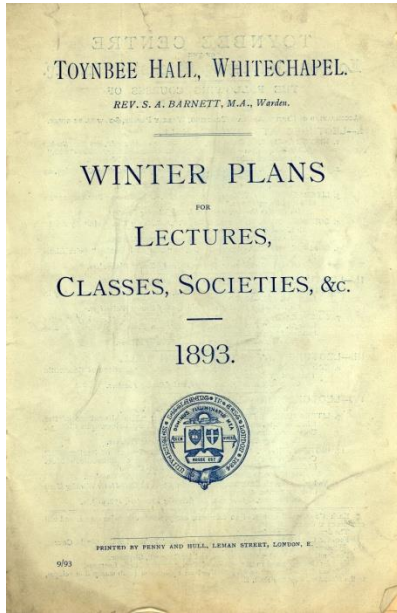 TOYNBEE HALL, WHITECHAPEL.
REV. S. A. BARNETT, M.A., Warden.
WINTER PLANS
FOR
LECTURES,
CLASSES, SOCIETIES, &c.
1893.
PRINTED BY PENNY AND HULL, LEMAN STREET, LONDON, E.
9/93